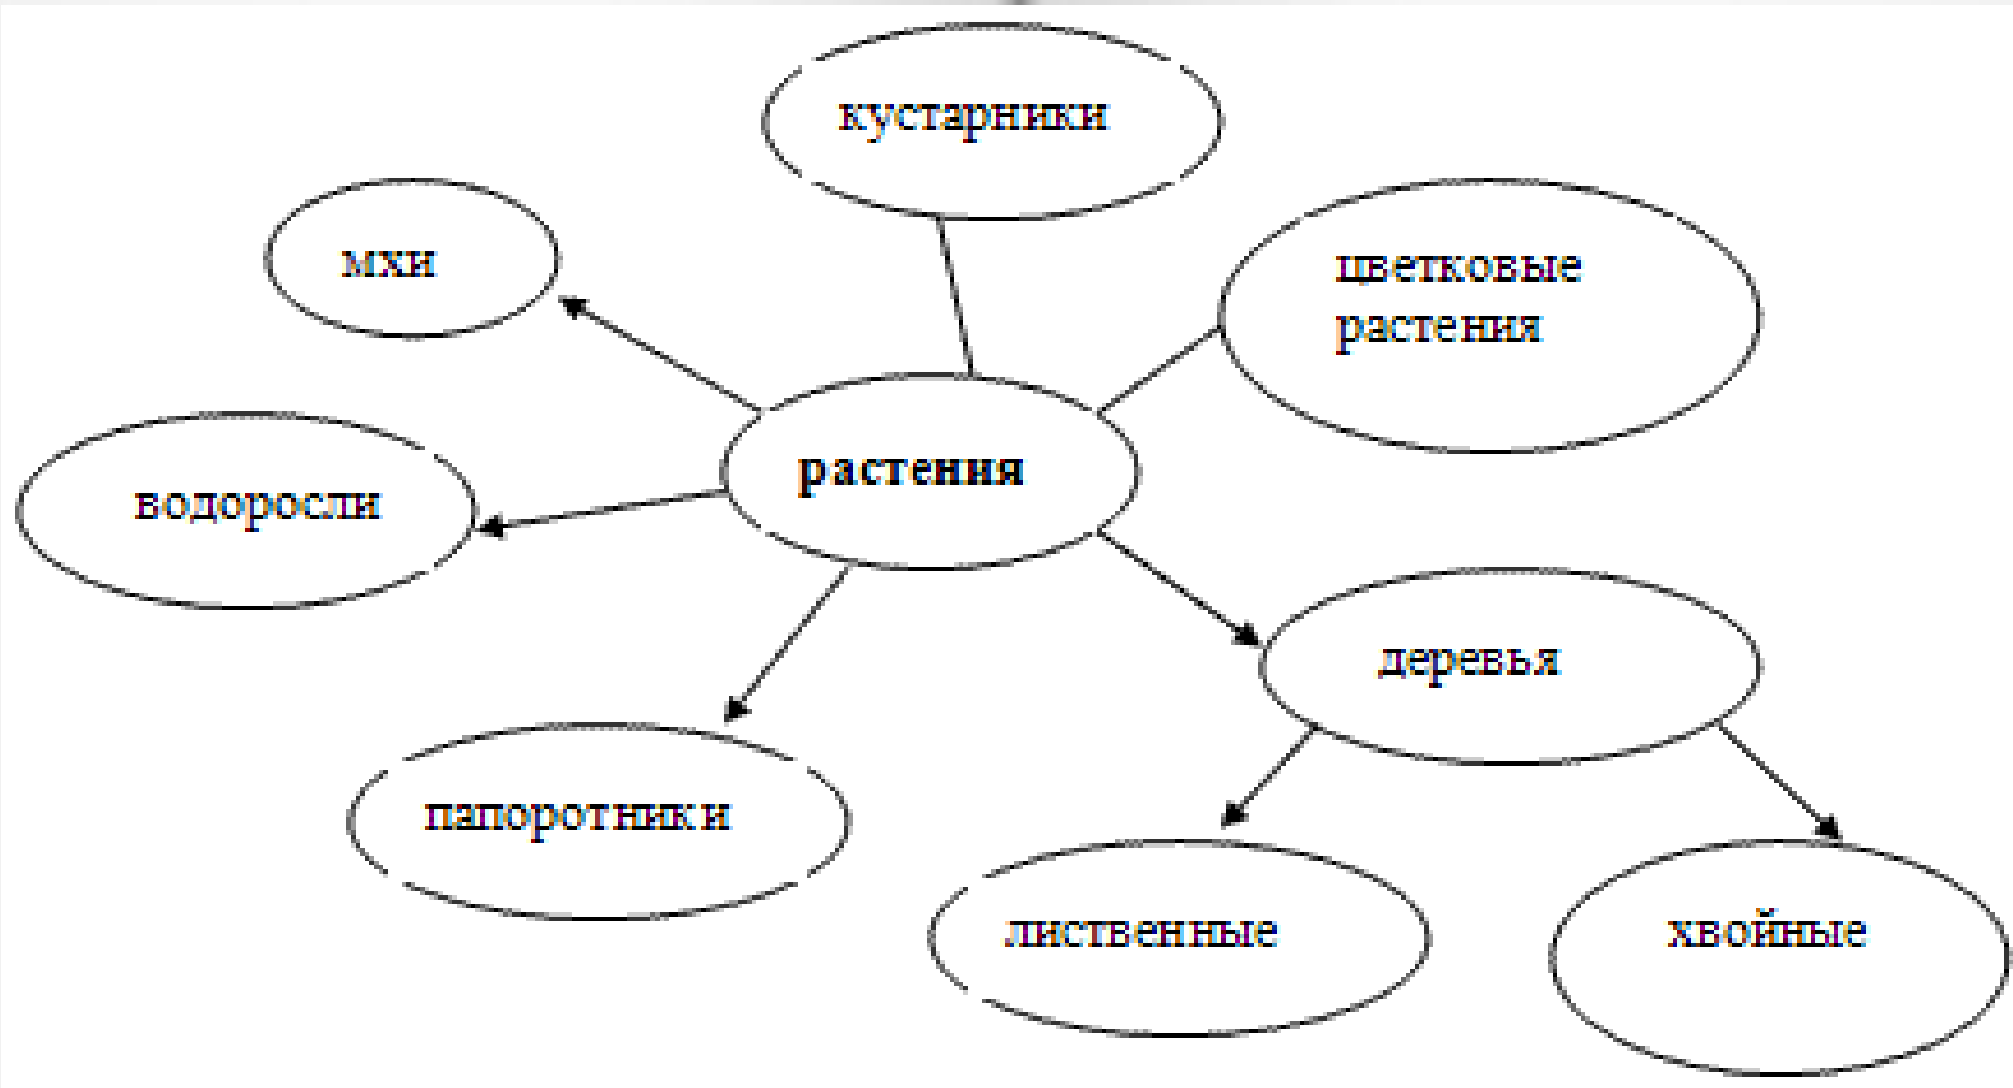 кустарники
мхи
цветковые
растения
растения
водоросли
деревья
папоротники
лиственные
хвойные